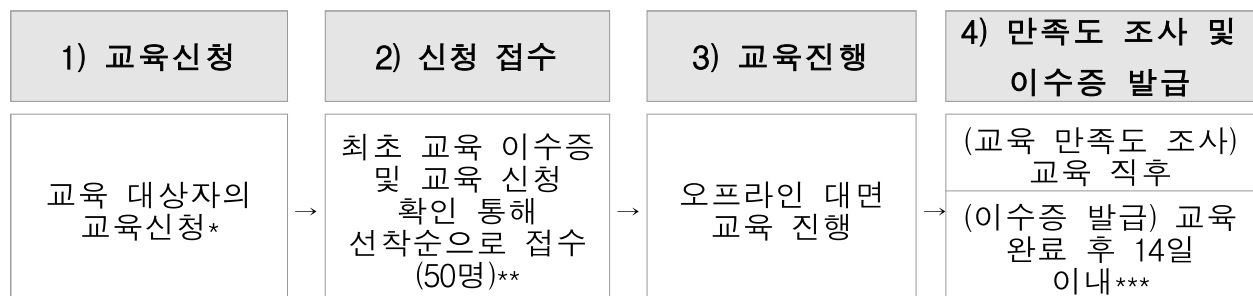 1) 교육신청
2) 신청 접수
3) 교육진행
4) 만족도 조사 및
이수증 발급
교육 대상자의
교육신청*
→
최초 교육 이수증
및 교육 신청
확인 통해
선착순으로 접수
(50명)**
→
오프라인 대면
교육 진행
→
(교육 만족도 조사)
교육 직후
(이수증 발급) 교육
완료 후 14일
이내***